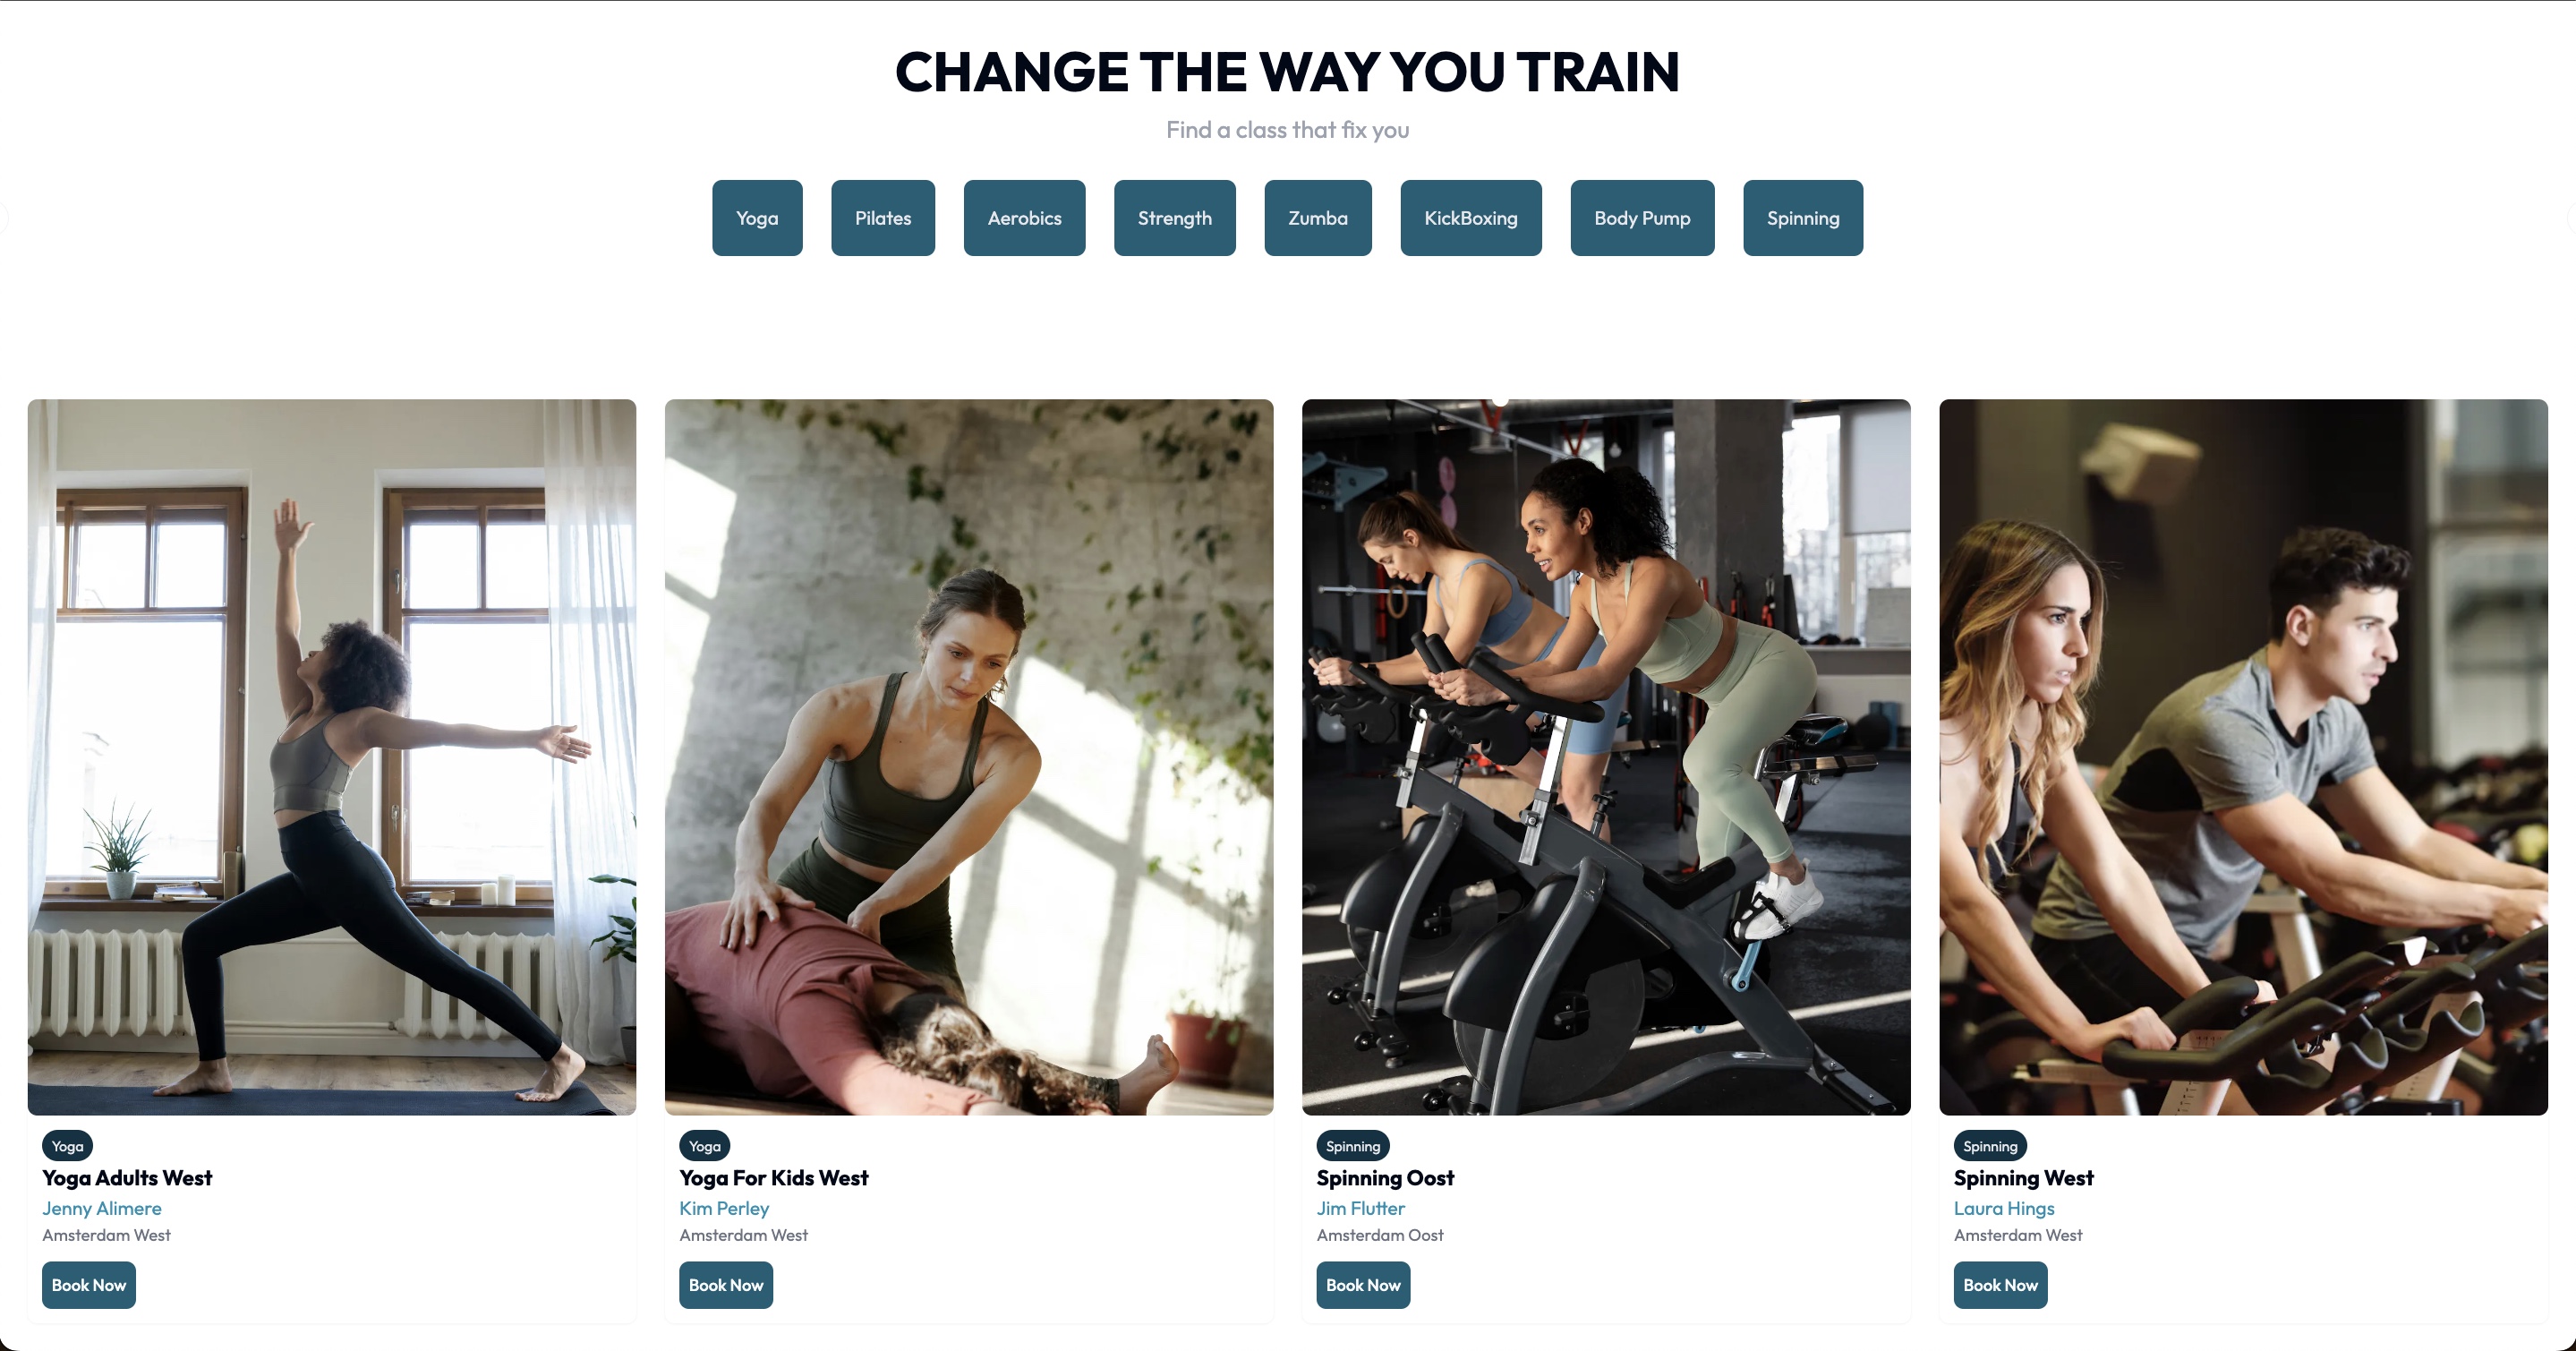 CHANGE THE WAY YOU TRAIN
Find a class that fix you
Yoga
Pilates
Aerobics
Strength
Zumba
KickBoxing
Body Pump
Spinning
Yoga
Yoga Adults West
Jenny Alimere
Amsterdam West
Book Now
Yoga
Yoga For Kids West
Kim Perley
Amsterdam West
Book Now
Spinning
Spinning Oost
Jim Flutter
Amsterdam Oost
Book Now
Spinning
Spinning West
Laura Hings
Amsterdam West
Book Now